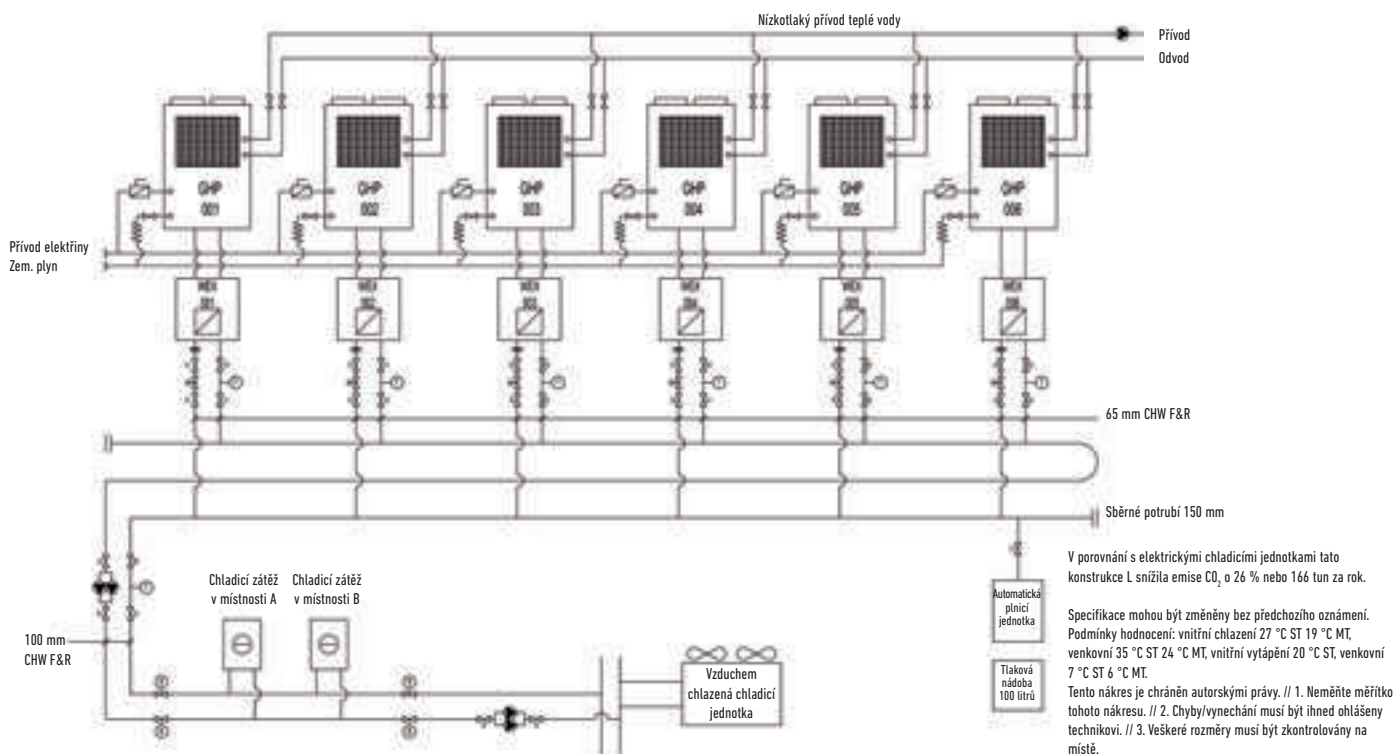 Nízkotlaký přívod teplé vody
Přívod
Odvod
GHP
001
GHP
002
GHP
003
GHP
004
GHP
005
GHP
006
Přívod elektřiny
Zem. plyn
001
002
003
004
005
006
65 mm CHW F&R
Sběrné potrubí 150 mm
Chladicí zátěž
v místnosti A
Chladicí zátěž
v místnosti B
100 mm
CHW F&R
Vzduchem
chlazená chladicí
jednotka
Automatická
plnicí
jednotka
Tlaková
nádoba
100 litrů
V porovnání s elektrickými chladicími jednotkami tato
konstrukce L snížila emise CO₂ o 26 % nebo 166 tun za rok.
Specifikace mohou být změněny bez předchozího oznámení.
Podmínky hodnocení: vnitřní chlazení 27 °C ST 19 °C MT,
venkovní 35 °C ST 24 °C MT, vnitřní vytápění 20 °C ST, venkovní
7 °C ST 6 °C MT.
Tento nákres je chráněn autorskými právy. // 1. Neměňte měřítko
tohoto nákresu. // 2. Chyby/vynechání musí být ihned ohlášeny
technikovi. // 3. Veškeré rozměry musí být zkontrolovány na
místě.